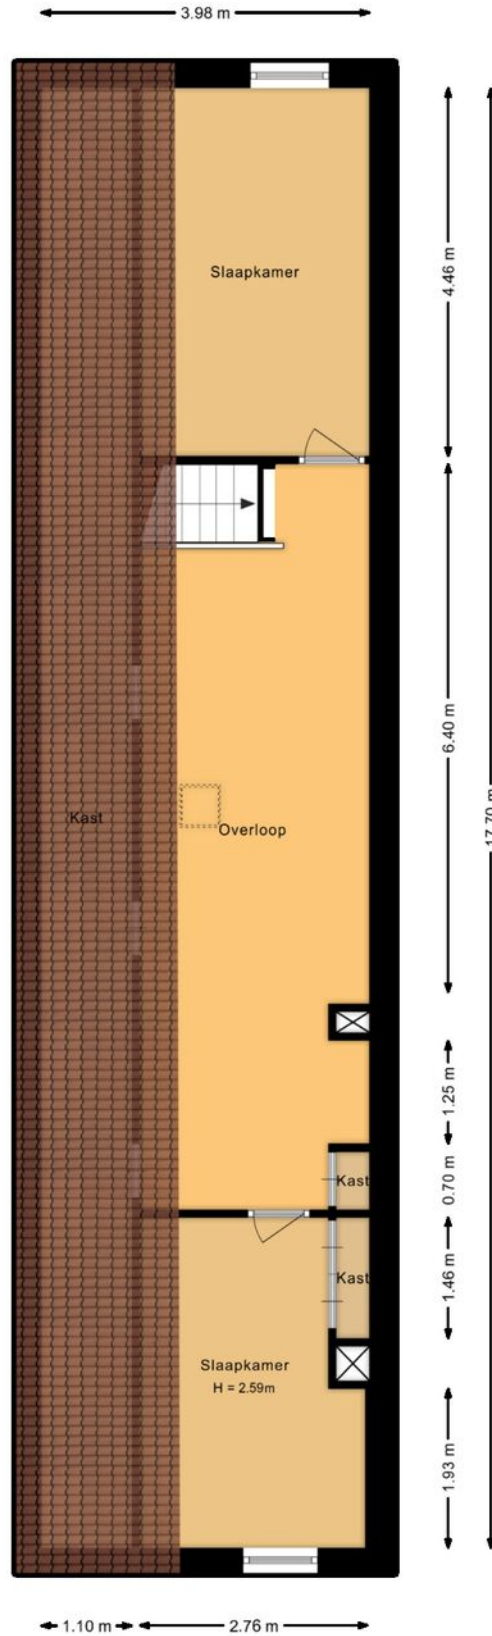 3.98 m
Slaapkamer
4.46 m
6.40 m
17.70 m
Kast
Overloop
1.25 m
0.70 m
Kast
1.46 m
Kast
Slaapkamer
H = 2.59m
1.93 m
1.10 m
2.76 m